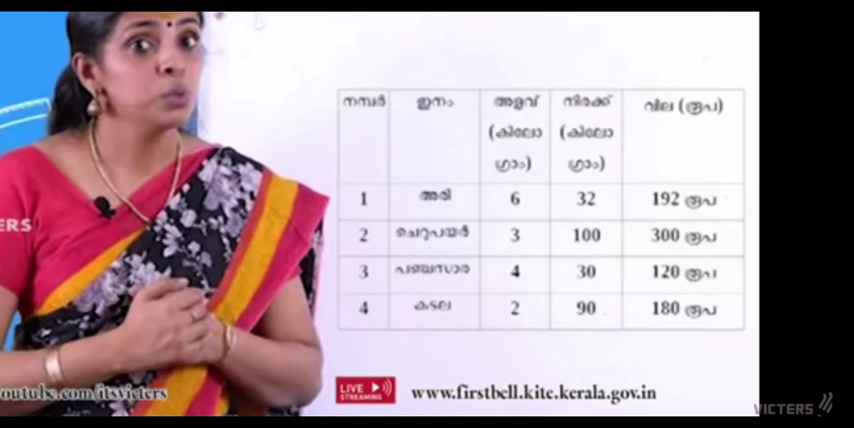 നമ്പർ ഇനം അളവ് (കിലോ ഗ്രാം) നിരക്ക് (കിലോ ഗ്രാം) വില (രൂപ)
1 അരി 6 32 192 രൂപ
2 ചെറുപയർ 3 100 300 രൂപ
3 പഞ്ചസാര 4 30 120 രൂപ
4 കടല 2 90 180 രൂപ
ERS
youtube.com/itsvicters
LIVE
STREAMING
www.firstbell.kite.kerala.gov.in
VICTERS